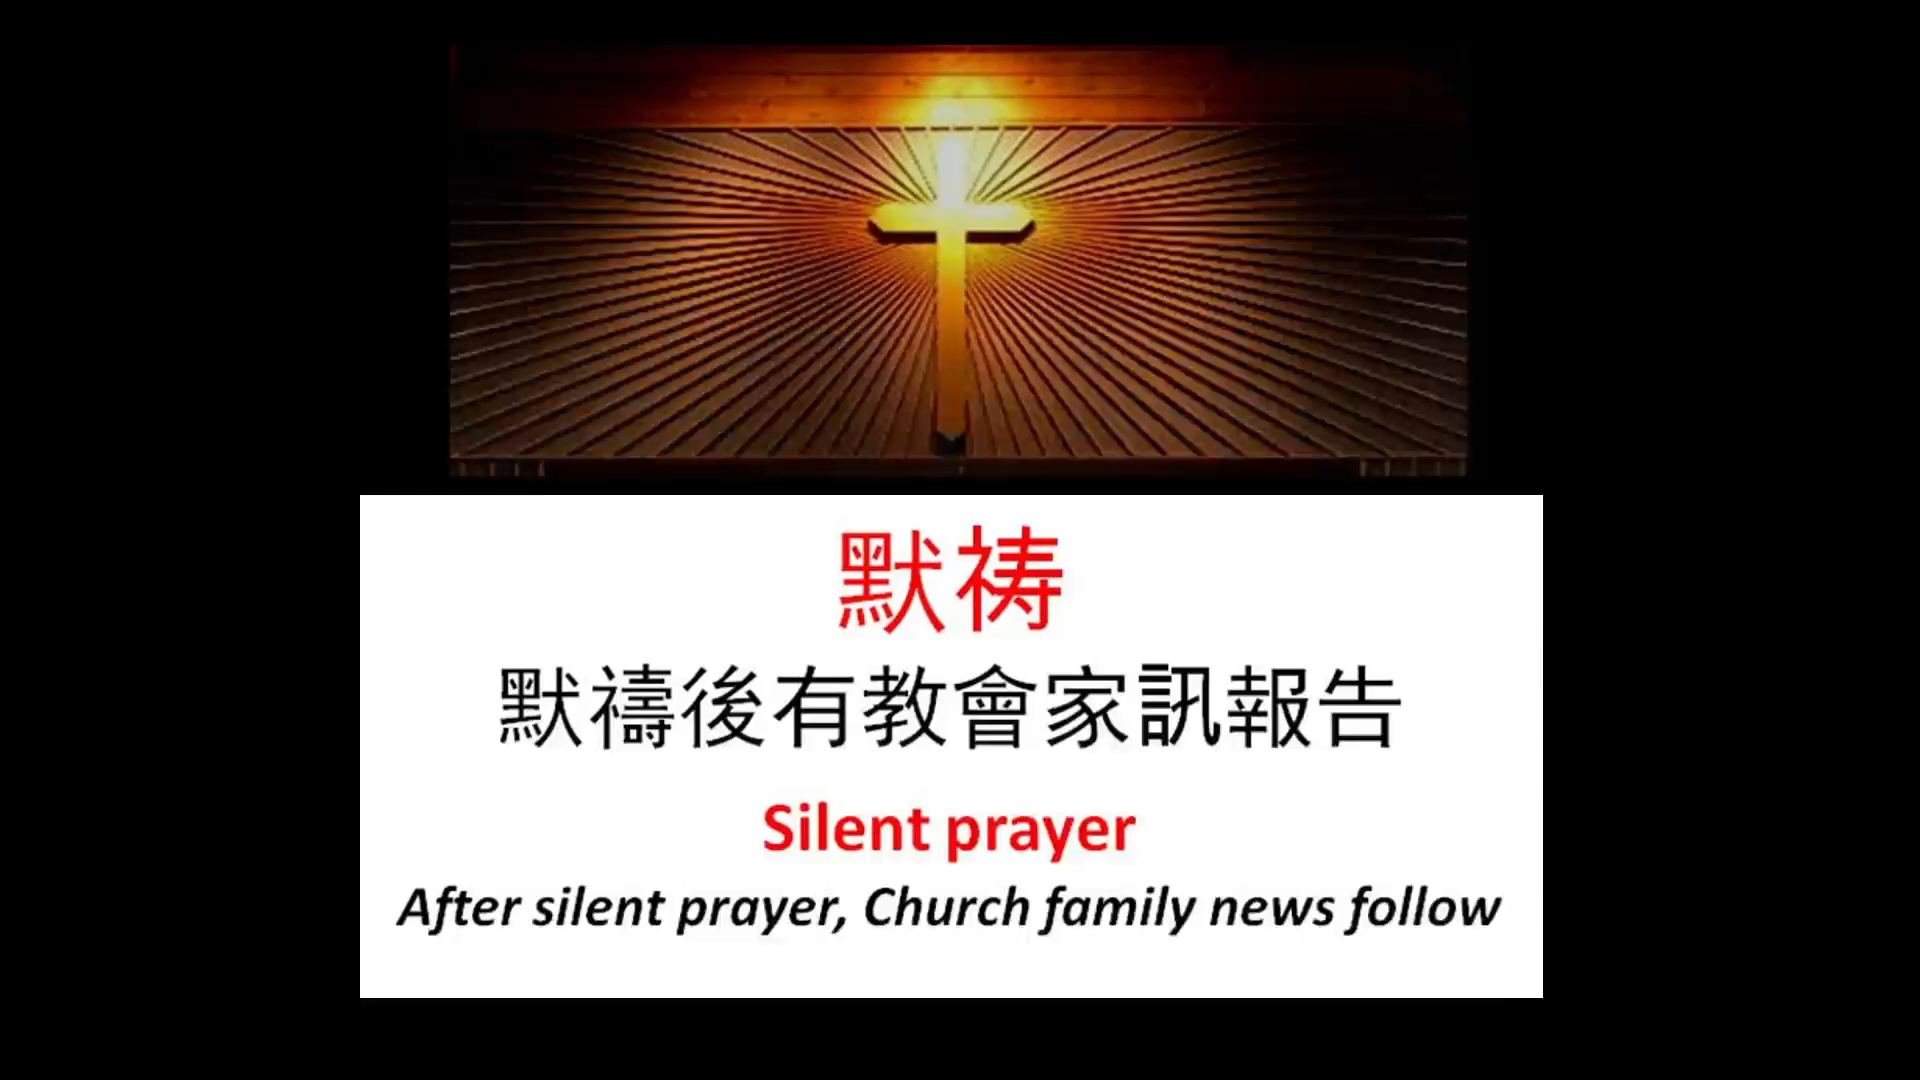 默祷
默禱後有教會家訊報告
Silent prayer
After silent prayer, Church family news follow